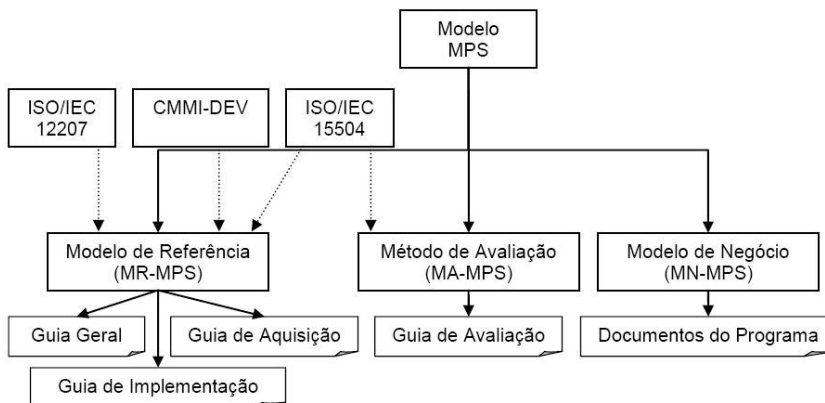 Modelo
MPS
ISO/IEC
12207
CMMI-DEV
ISO/IEC
15504
Modelo de Referência
(MR-MPS)
Método de Avaliação
(MA-MPS)
Modelo de Negócio
(MN-MPS)
Guia Geral
Guia de Aquisição
Guia de Avaliação
Documentos do Programa
Guia de Implementação